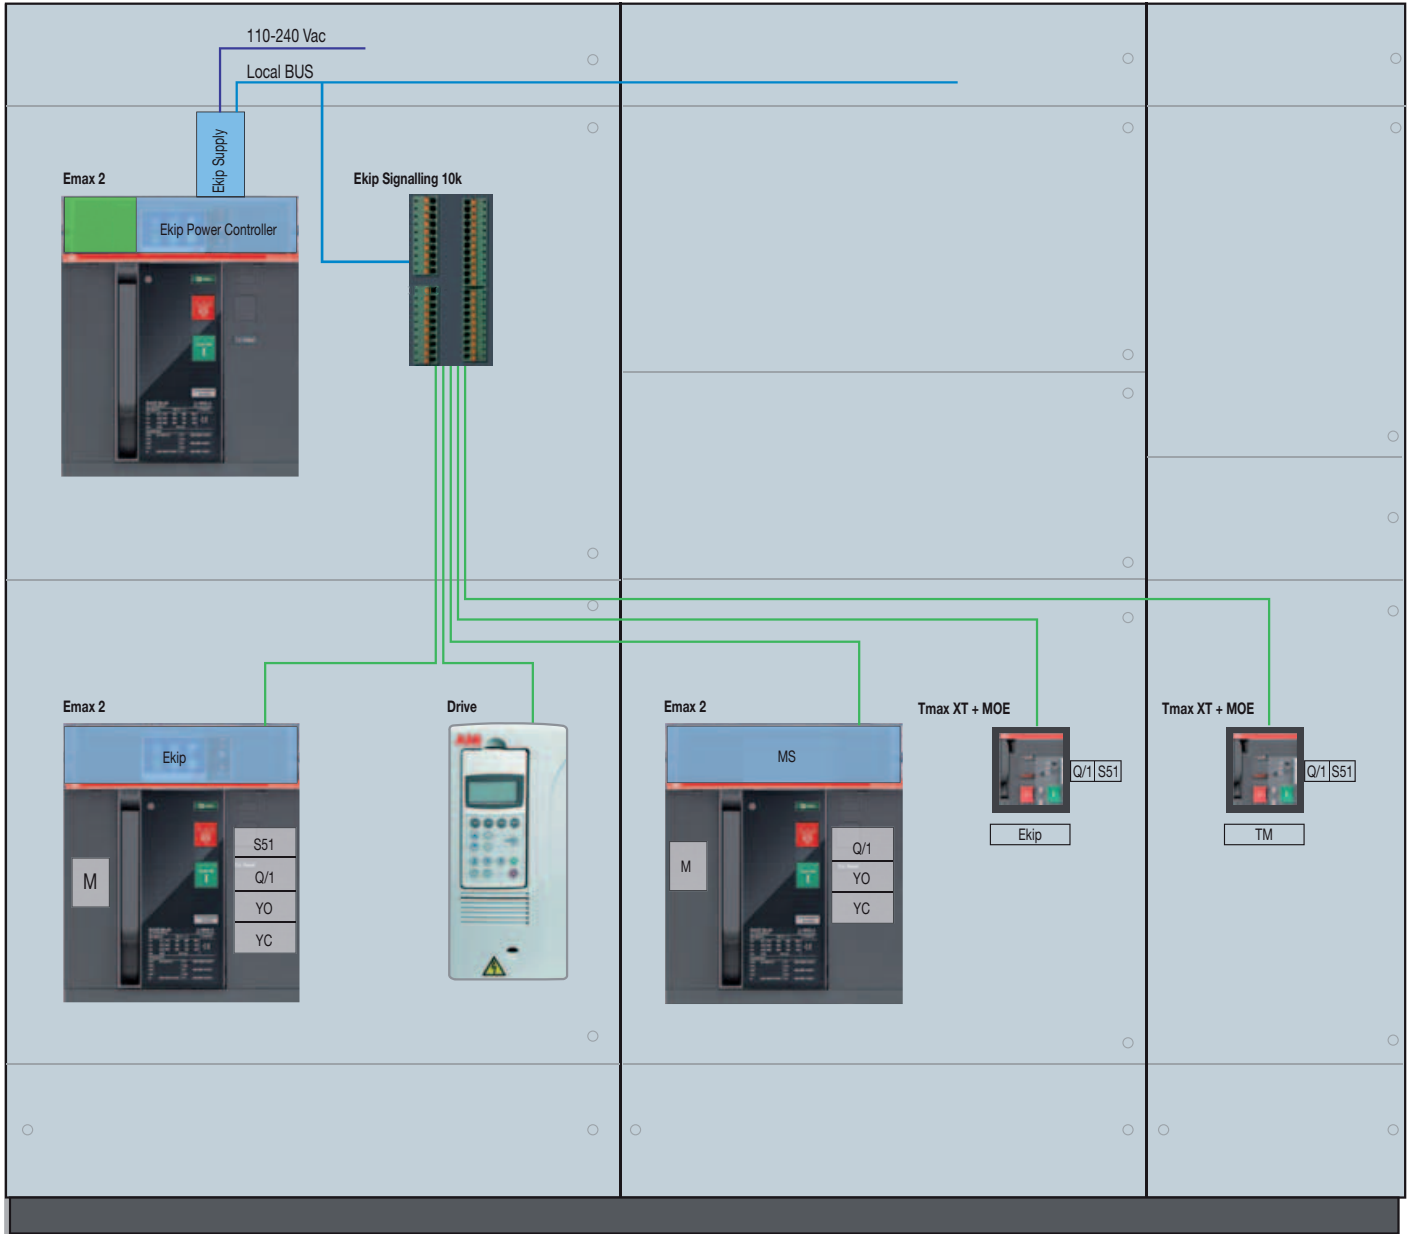 110-240 Vac
Local BUS
Ekip Supply
Emax 2
Ekip Signalling 10k
Ekip Power Controller
Emax 2
Drive
Emax 2
Tmax XT + MOE
Tmax XT + MOE
Ekip
MS
Q/1 S51
Q/1 S51
ABB
Ekip
TM
S51
Q/1
YO
YC
M
Q/1
YO
YC
M